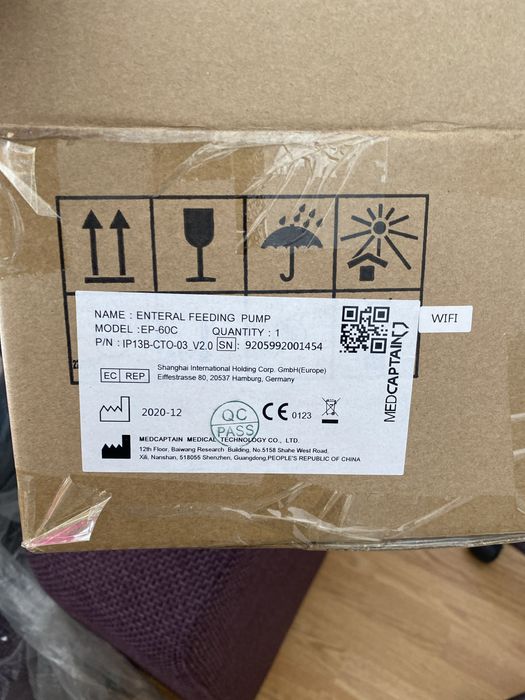 NAME : ENTERAL FEEDING PUMP
MODEL :EP-60C QUANTITY : 1
P/N : IP13B-CTO-03_V2.0 SN: 9205992001454
EC REP
Shanghai International Holding Corp. GmbH(Europe)
Eiffestrasse 80, 20537 Hamburg, Germany
2020-12
QC
PASS
CE 0123
MEDCAPTAIN MEDICAL TECHNOLOGY CO., LTD.
12th Floor, Baiwang Research Building, No.5158 Shahe West Road,
Xili, Nanshan, 518055 Shenzhen, Guangdong,PEOPLE'S REPUBLIC OF CHINA
MEDCAPTAIN
WIFI